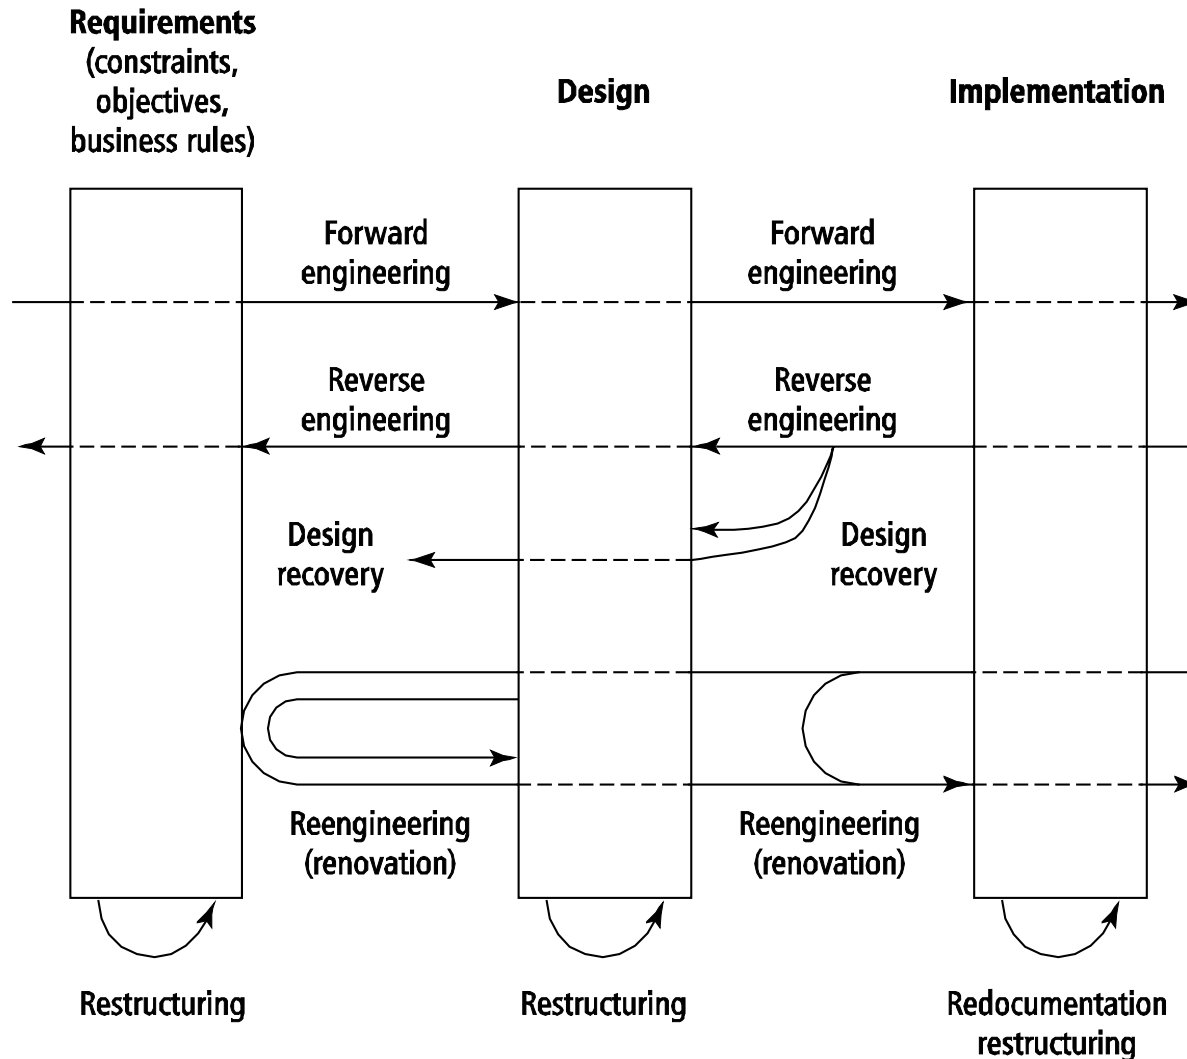 Requirements
(constraints,
objectives,
business rules)
Design
Implementation
Forward
engineering
Forward
engineering
Reverse
engineering
Reverse
engineering
Design
recovery
Design
recovery
Reengineering
(renovation)
Reengineering
(renovation)
Restructuring
Restructuring
Redocumentation
restructuring